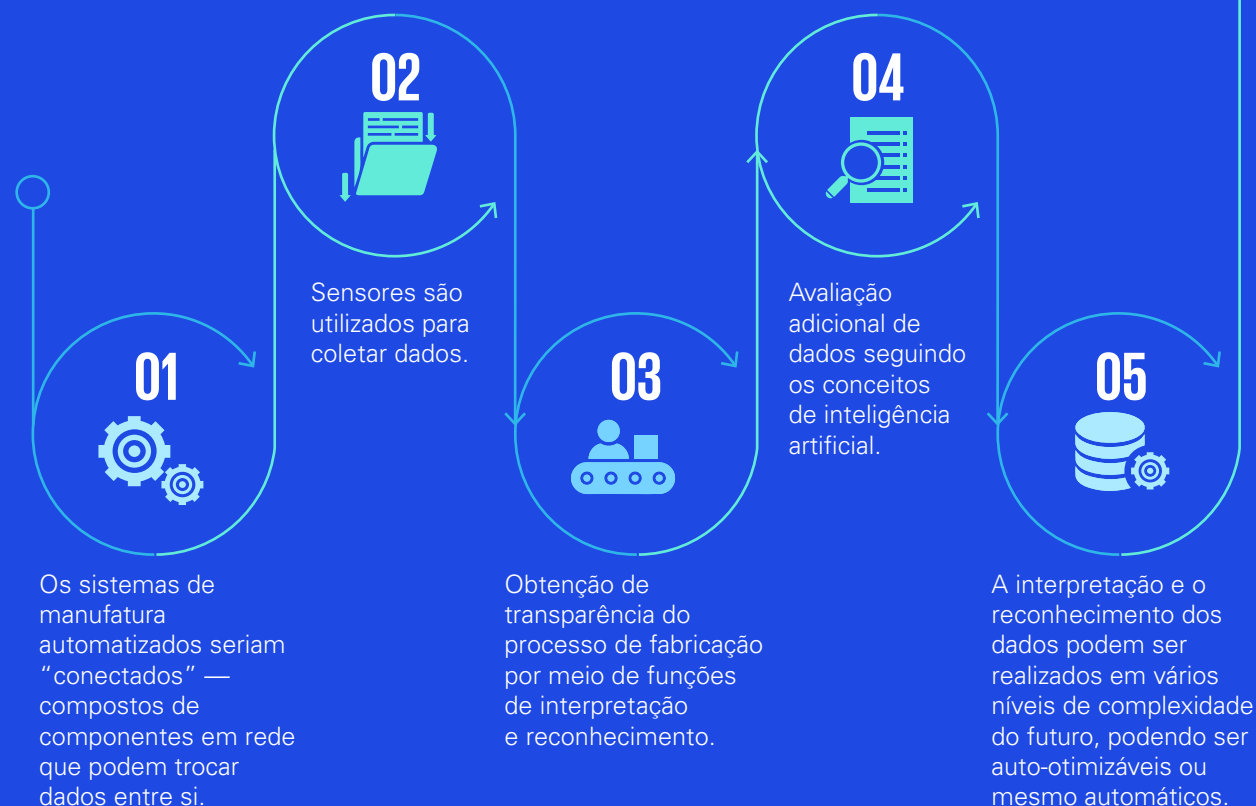 01
Os sistemas de
manufatura
automatizados seriam
“conectados” —
compostos de
componentes em rede
que podem trocar
dados entre si.
02
Sensores são
utilizados para
coletar dados.
03
Obtenção de
transparência do
processo de fabricação
por meio de funções
de interpretação
e reconhecimento.
04
Avaliação
adicional de
dados seguindo
os conceitos
de inteligência
artificial.
05
A interpretação e o
reconhecimento dos
dados podem ser
realizados em vários
níveis de complexidade
do futuro, podendo ser
auto-otimizáveis ou
mesmo automáticos.